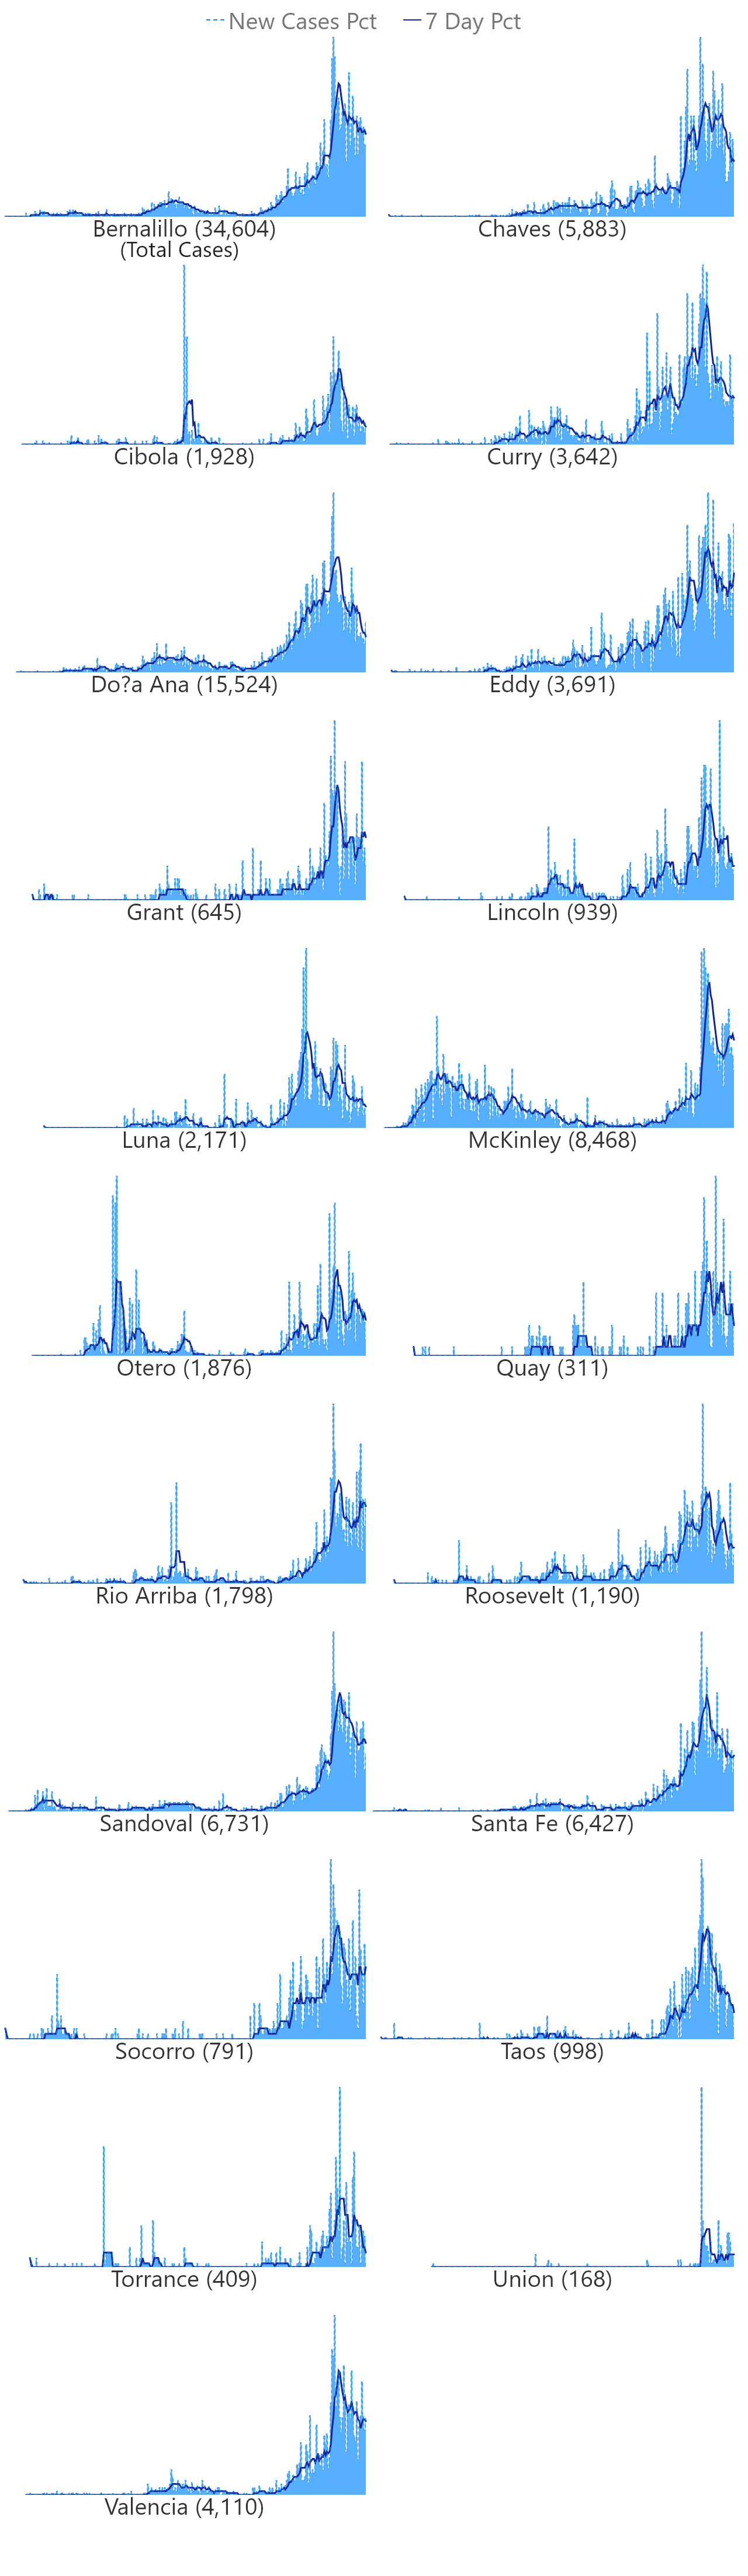 New Cases Pct 7 Day Pct
Bernalillo (34,604) Chaves (5,883)
(Total Cases)
Cibola (1,928) Curry (3,642)
Do?a Ana (15,524) Eddy (3,691)
Grant (645) Lincoln (939)
Luna (2,171) McKinley (8,468)
Otero (1,876) Quay (311)
Rio Arriba (1,798) Roosevelt (1,190)
Sandoval (6,731) Santa Fe (6,427)
Socorro (791) Taos (998)
Torrance (409) Union (168)
Valencia (4,110)